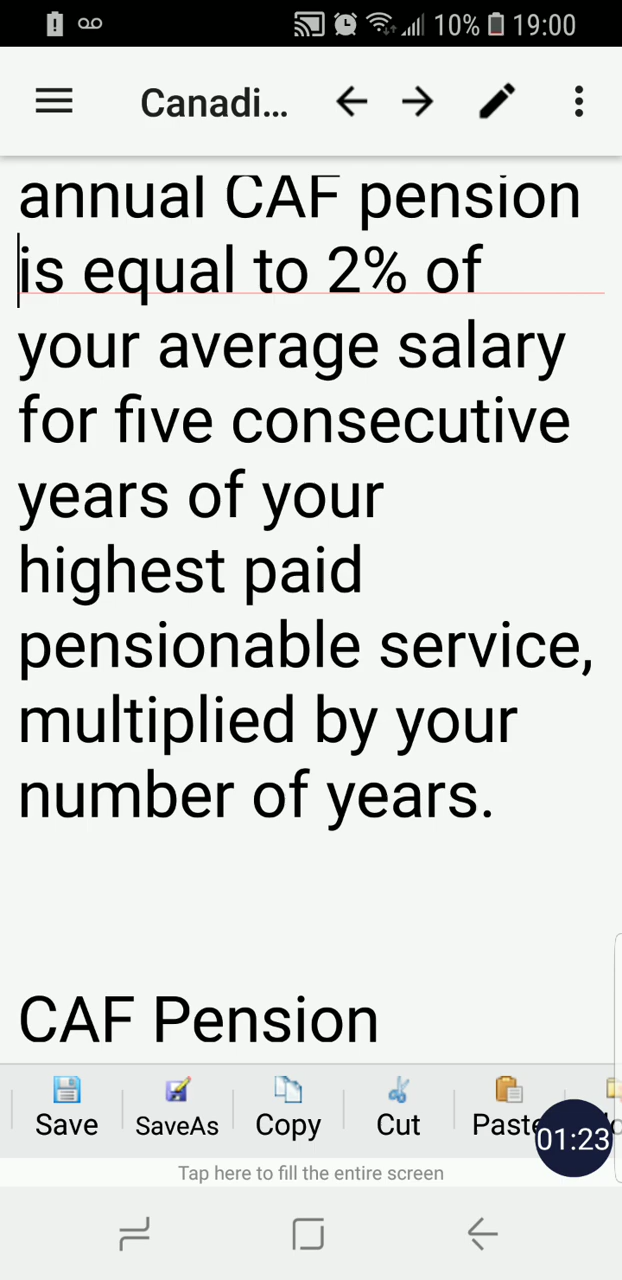 10% 19:00
Canadi...
annual CAF pension
is equal to 2% of
your average salary
for five consecutive
years of your
highest paid
pensionable service,
multiplied by your
number of years.
CAF Pension
Save SaveAs Copy Cut Paste
01:23
Tap here to fill the entire screen